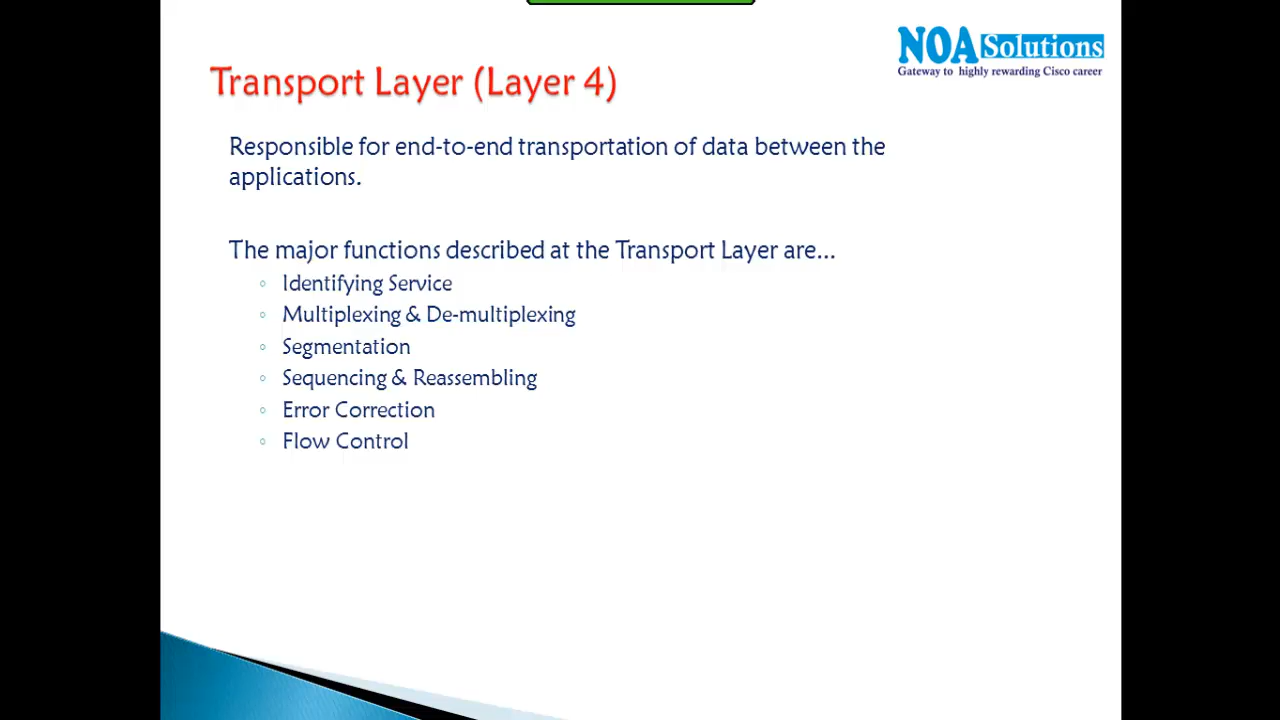 NOA Solutions
Gateway to highly rewarding Cisco career
Transport Layer (Layer 4)
Responsible for end-to-end transportation of data between the
applications.
The major functions described at the Transport Layer are...
◦ Identifying Service
◦ Multiplexing & De-multiplexing
◦ Segmentation
◦ Sequencing & Reassembling
◦ Error Correction
◦ Flow Control